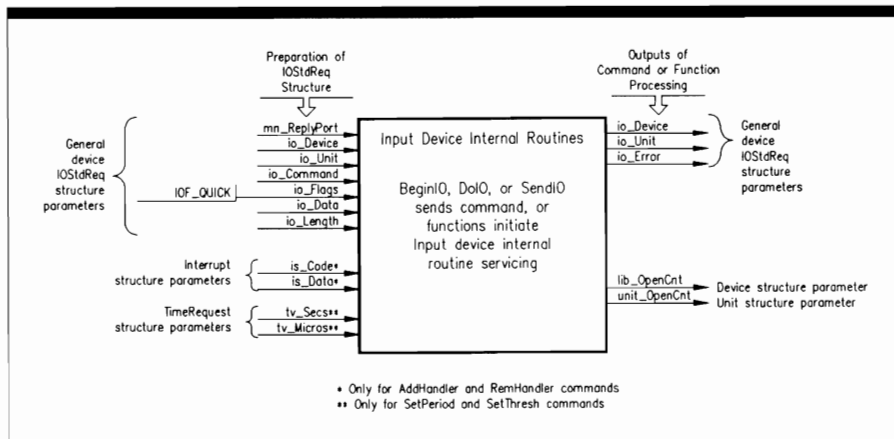 Preparation of
IOStdReq
Structure
Outputs of
Command or Function
Processing
General
device
IOStdReq
structure
parameters
IOF_QUICK
mn_ReplyPort
io_Device
io_Unit
io_Command
io_Flags
io_Data
io_Length
Interrupt
structure parameters
is_Code*
is_Data*
TimeRequest
structure parameters
tv_Secs**
tv_Micros**
Input Device Internal Routines
BeginIO, DoIO, or SendIO
sends command, or
functions initiate
Input device internal
routine servicing
io_Device
io_Unit
io_Error
General
device
IOStdReq
structure
parameters
lib_OpenCnt
Device structure parameter
unit_OpenCnt
Unit structure parameter
* Only for AddHandler and RemHandler commands
** Only for SetPeriod and SetThresh commands